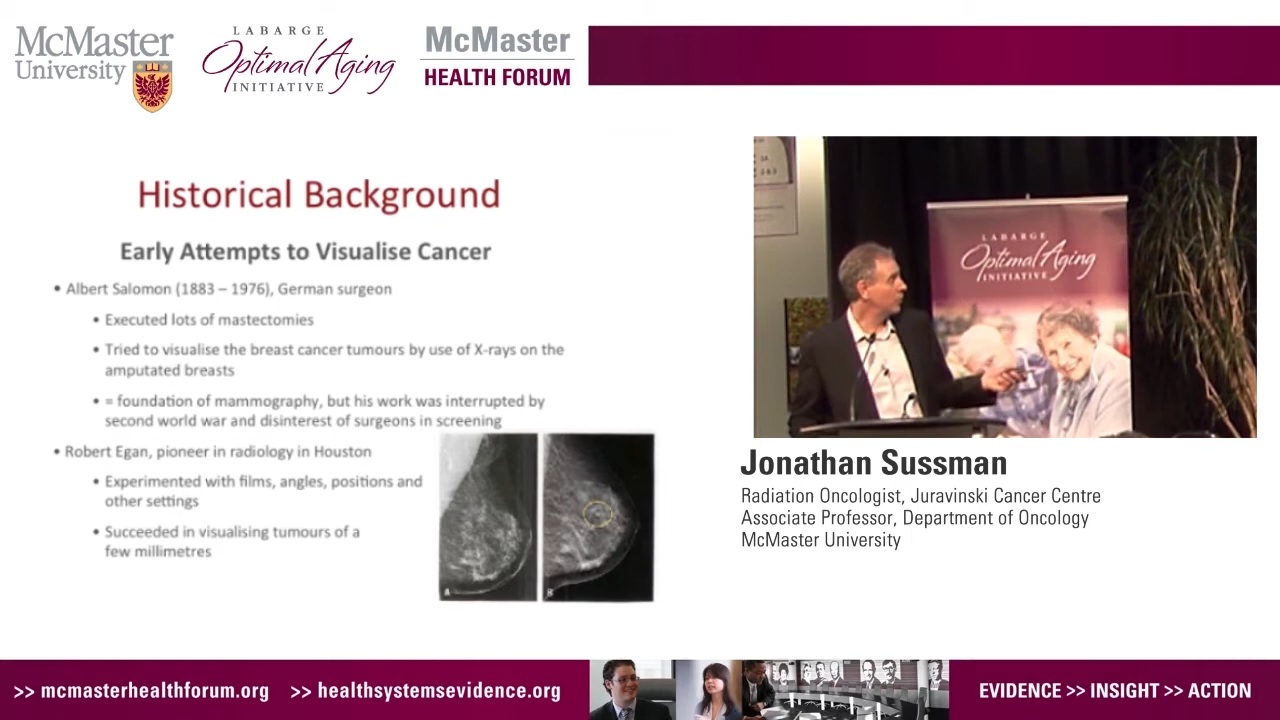 McMaster
University
LABARGE
Optimal Aging
INITIATIVE
McMaster
HEALTH FORUM
Historical Background
Early Attempts to Visualise Cancer
• Albert Salomon (1883 – 1976), German surgeon
• Executed lots of mastectomies
• Tried to visualise the breast cancer tumours by use of X-rays on the
amputated breasts
• = foundation of mammography, but his work was interrupted by
second world war and disinterest of surgeons in screening
• Robert Egan, pioneer in radiology in Houston
• Experimented with films, angles, positions and
other settings
• Succeeded in visualising tumours of a
few millimetres
A
B
LABARGE
Optimal Aging
INITIATIVE
Jonathan Sussman
Radiation Oncologist, Juravinski Cancer Centre
Associate Professor, Department of Oncology
McMaster University
>> mcmasterhealthforum.org >> healthsystemsevidence.org
EVIDENCE >> INSIGHT >> ACTION